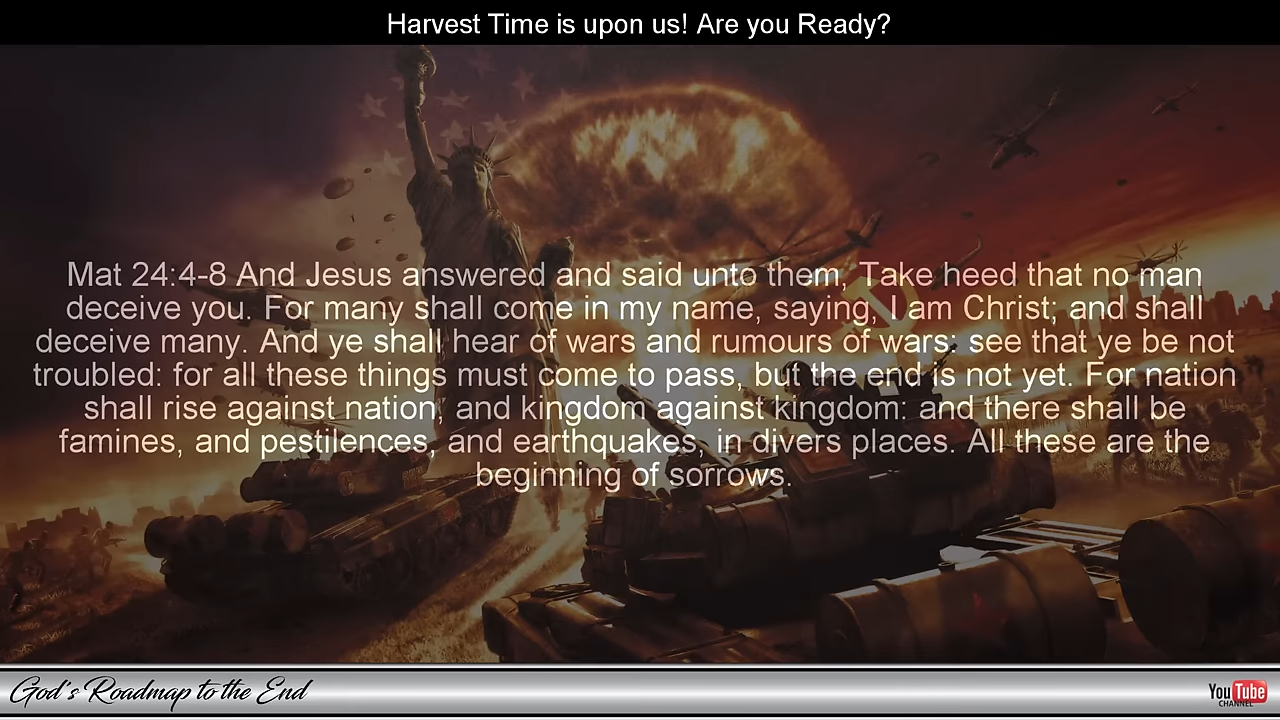 Harvest Time is upon us! Are you Ready?
Mat 24:4-8 And Jesus answered and said unto them, Take heed that no man
deceive you. For many shall come in my name, saying, I am Christ; and shall
deceive many. And ye shall hear of wars and rumours of wars: see that ye be not
troubled: for all these things must come to pass, but the end is not yet. For nation
shall rise against nation, and kingdom against kingdom: and there shall be
famines, and pestilences, and earthquakes, in divers places. All these are the
beginning of sorrows.
God's Roadmap to the End
YouTube
CHANNEL